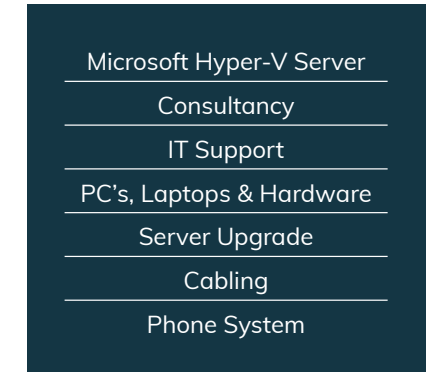 Microsoft Hyper-V Server
Consultancy
IT Support
PC’s, Laptops & Hardware
Server Upgrade
Cabling
Phone System